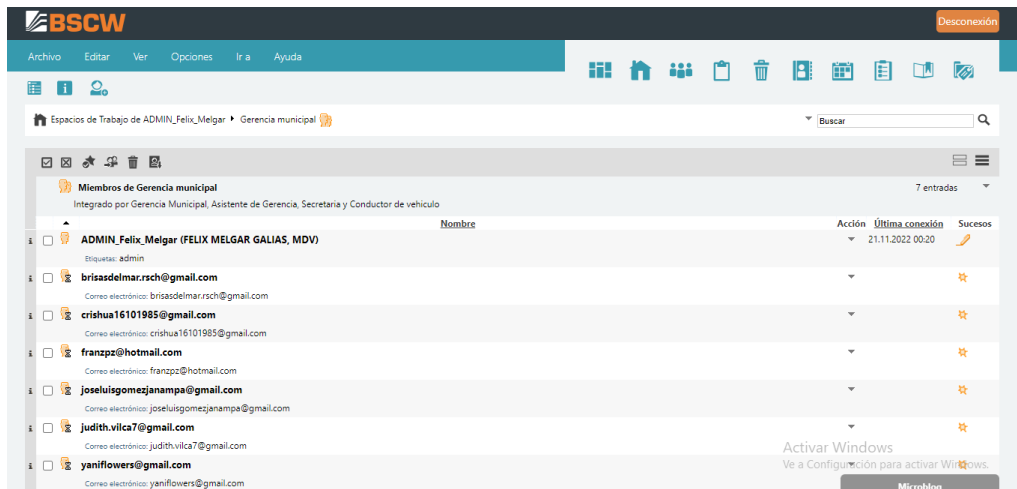 BSCW
Desconexión
Archivo Editar Ver Opciones Ir a Ayuda
Espacios de Trabajo de ADMIN_Felix_Melgar Gerencia municipal
Buscar
Miembros de Gerencia municipal 7 entradas
Integrado por Gerencia Municipal, Asistente de Gerencia, Secretaria y Conductor de vehiculo
Nombre Acción Última conexión Sucesos
ADMIN_Felix_Melgar (FELIX MELGAR GALIAS, MDV) 21.11.2022 00:20
Etiquetas: admin
brisasdelmar.rsch@gmail.com
Correo electrónico: brisasdelmar.rsch@gmail.com
crishua16101985@gmail.com
Correo electrónico: crishua16101985@gmail.com
franzpz@hotmail.com
Correo electrónico: franzpz@hotmail.com
joseluisgomezjanampa@gmail.com
Correo electrónico: joseluisgomezjanampa@gmail.com
judith.vilca7@gmail.com
Correo electrónico: judith.vilca7@gmail.com
Activar Windows
yaniflowers@gmail.com
Ve a Configuración para activar Windows.
Correo electrónico: yaniflowers@gmail.com
Microblog